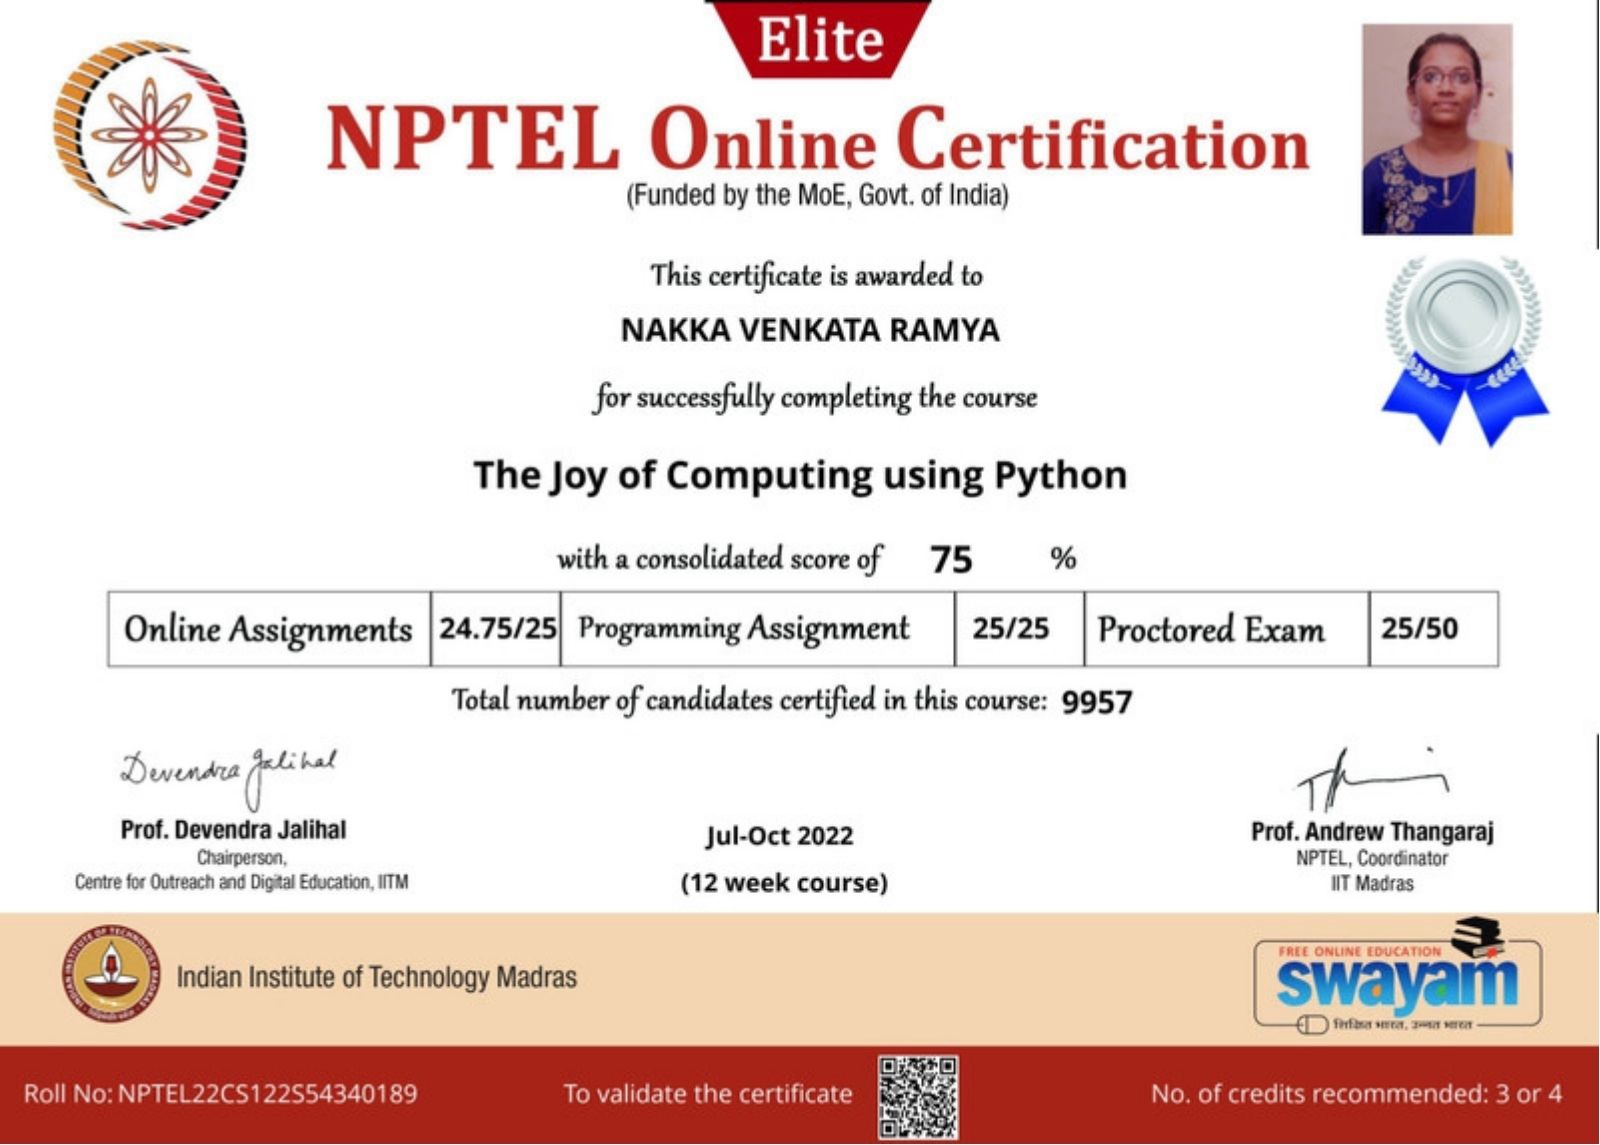 Elite
NPTEL Online Certification
(Funded by the MoE, Govt. of India)
This certificate is awarded to
NAKKA VENKATA RAMYA
for successfully completing the course
The Joy of Computing using Python
with a consolidated score of 75 %
Online Assignments 24.75/25 Programming Assignment 25/25 Proctored Exam 25/50
Total number of candidates certified in this course: 9957
Devendra Jalihal
Prof. Devendra Jalihal
Chairperson,
Centre for Outreach and Digital Education, IITM
Jul-Oct 2022
(12 week course)
Prof. Andrew Thangaraj
NPTEL, Coordinator
IIT Madras
INDIAN INSTITUTE OF TECHNOLOGY MADRAS
Indian Institute of Technology Madras
FREE ONLINE EDUCATION
swayam
शिक्षित भारत, उन्नत भारत
Roll No: NPTEL22CS122S54340189
To validate the certificate
No. of credits recommended: 3 or 4